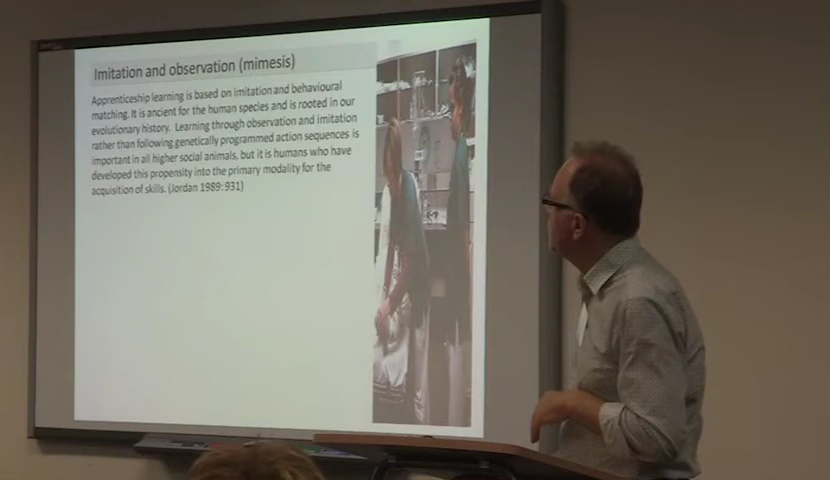 Imitation and observation (mimesis)
Apprenticeship learning is based on imitation and behavioural
matching. It is ancient for the human species and is rooted in our
evolutionary history. Learning through observation and imitation
rather than following genetically programmed action sequences is
important in all higher social animals, but it is humans who have
developed this propensity into the primary modality for the
acquisition of skills. (Jordan 1989: 931)